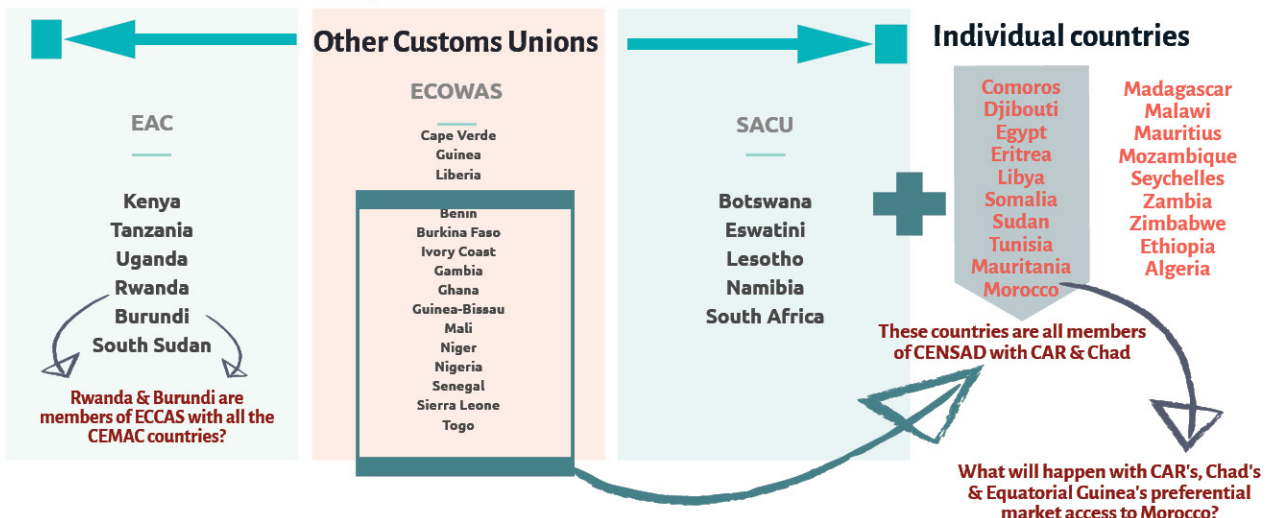 Other Customs Unions
Individual countries
EAC
Kenya
Tanzania
Uganda
Rwanda
Burundi
South Sudan
Rwanda & Burundi are
members of ECCAS with all the
CEMAC countries?
ECOWAS
Cape Verde
Guinea
Liberia
Benin
Burkina Faso
Ivory Coast
Gambia
Ghana
Guinea-Bissau
Mali
Niger
Nigeria
Senegal
Sierra Leone
Togo
SACU
Botswana
Eswatini
Lesotho
Namibia
South Africa
Comoros
Djibouti
Egypt
Eritrea
Libya
Somalia
Sudan
Tunisia
Mauritania
Morocco
Madagascar
Malawi
Mauritius
Mozambique
Seychelles
Zambia
Zimbabwe
Ethiopia
Algeria
These countries are all members
of CENSAD with CAR & Chad
What will happen with CAR's, Chad's
& Equatorial Guinea's preferential
market access to Morocco?